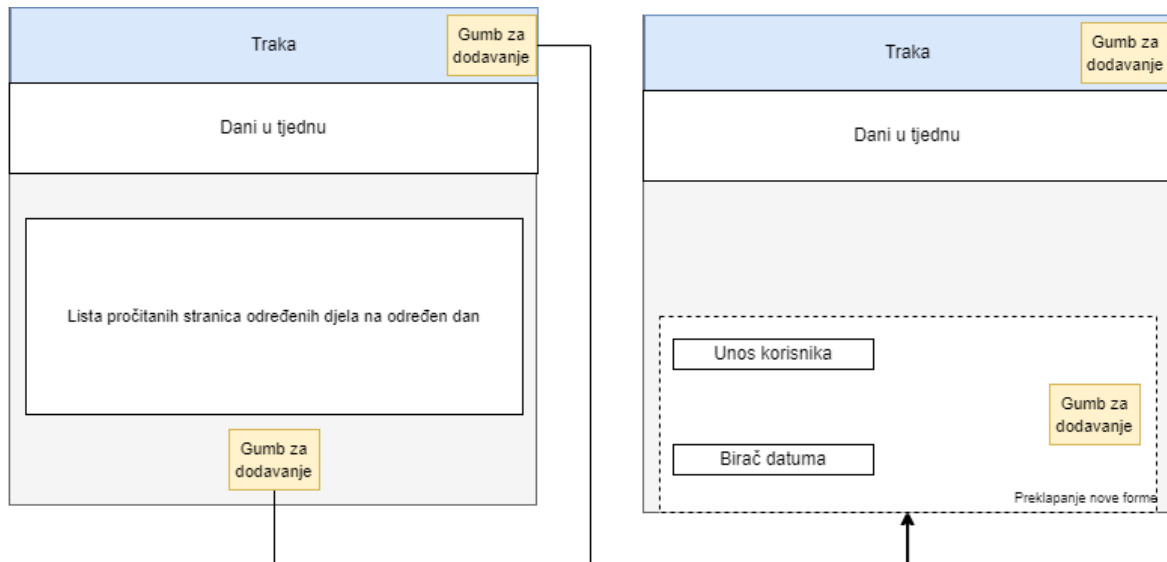 Traka
Gumb za
dodavanje
Dani u tjednu
Lista pročitanih stranica određenih djela na određen dan
Gumb za
dodavanje
Traka
Gumb za
dodavanje
Dani u tjednu
Unos korisnika
Gumb za
dodavanje
Birač datuma
Preklapanje nove forme